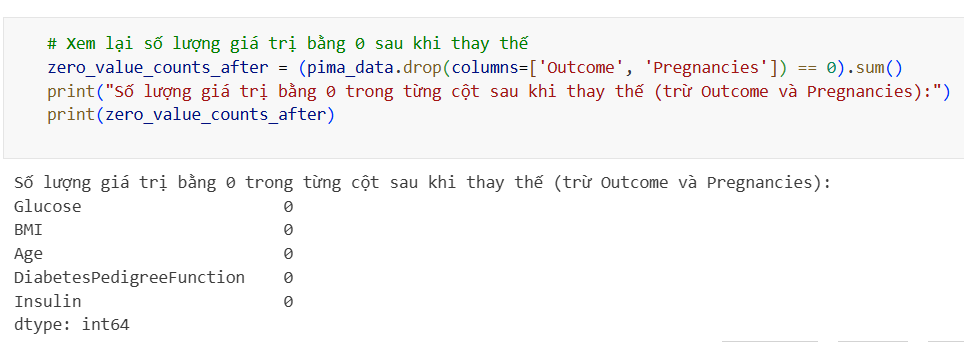 # Xem lại số lượng giá trị bằng 0 sau khi thay thế
zero_value_counts_after = (pima_data.drop(columns=['Outcome', 'Pregnancies']) == 0).sum()
print("Số lượng giá trị bằng 0 trong từng cột sau khi thay thế (trừ Outcome và Pregnancies):")
print(zero_value_counts_after)
Số lượng giá trị bằng 0 trong từng cột sau khi thay thế (trừ Outcome và Pregnancies):
Glucose 0
BMI 0
Age 0
DiabetesPedigreeFunction 0
Insulin 0
dtype: int64